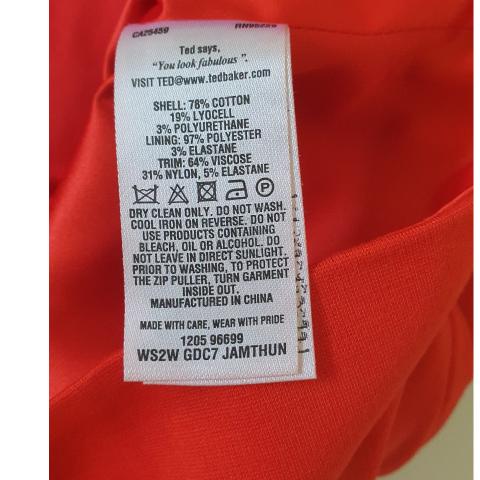 CA25459 RN95229
Ted says,
"You look fabulous".
VISIT TED@www.tedbaker.com
SHELL: 78% COTTON
19% LYOCELL
3% POLYURETHANE
LINING: 97% POLYESTER
3% ELASTANE
TRIM: 64% VISCOSE
31% NYLON, 5% ELASTANE
P
DRY CLEAN ONLY. DO NOT WASH.
COOL IRON ON REVERSE. DO NOT
USE PRODUCTS CONTAINING
BLEACH, OIL OR ALCOHOL. DO
NOT LEAVE IN DIRECT SUNLIGHT.
PRIOR TO WASHING, TO PROTECT
THE ZIP PULLER, TURN GARMENT
INSIDE OUT.
MANUFACTURED IN CHINA
MADE WITH CARE, WEAR WITH PRIDE
1205 96699
WS2W GDC7 JAMTHUN